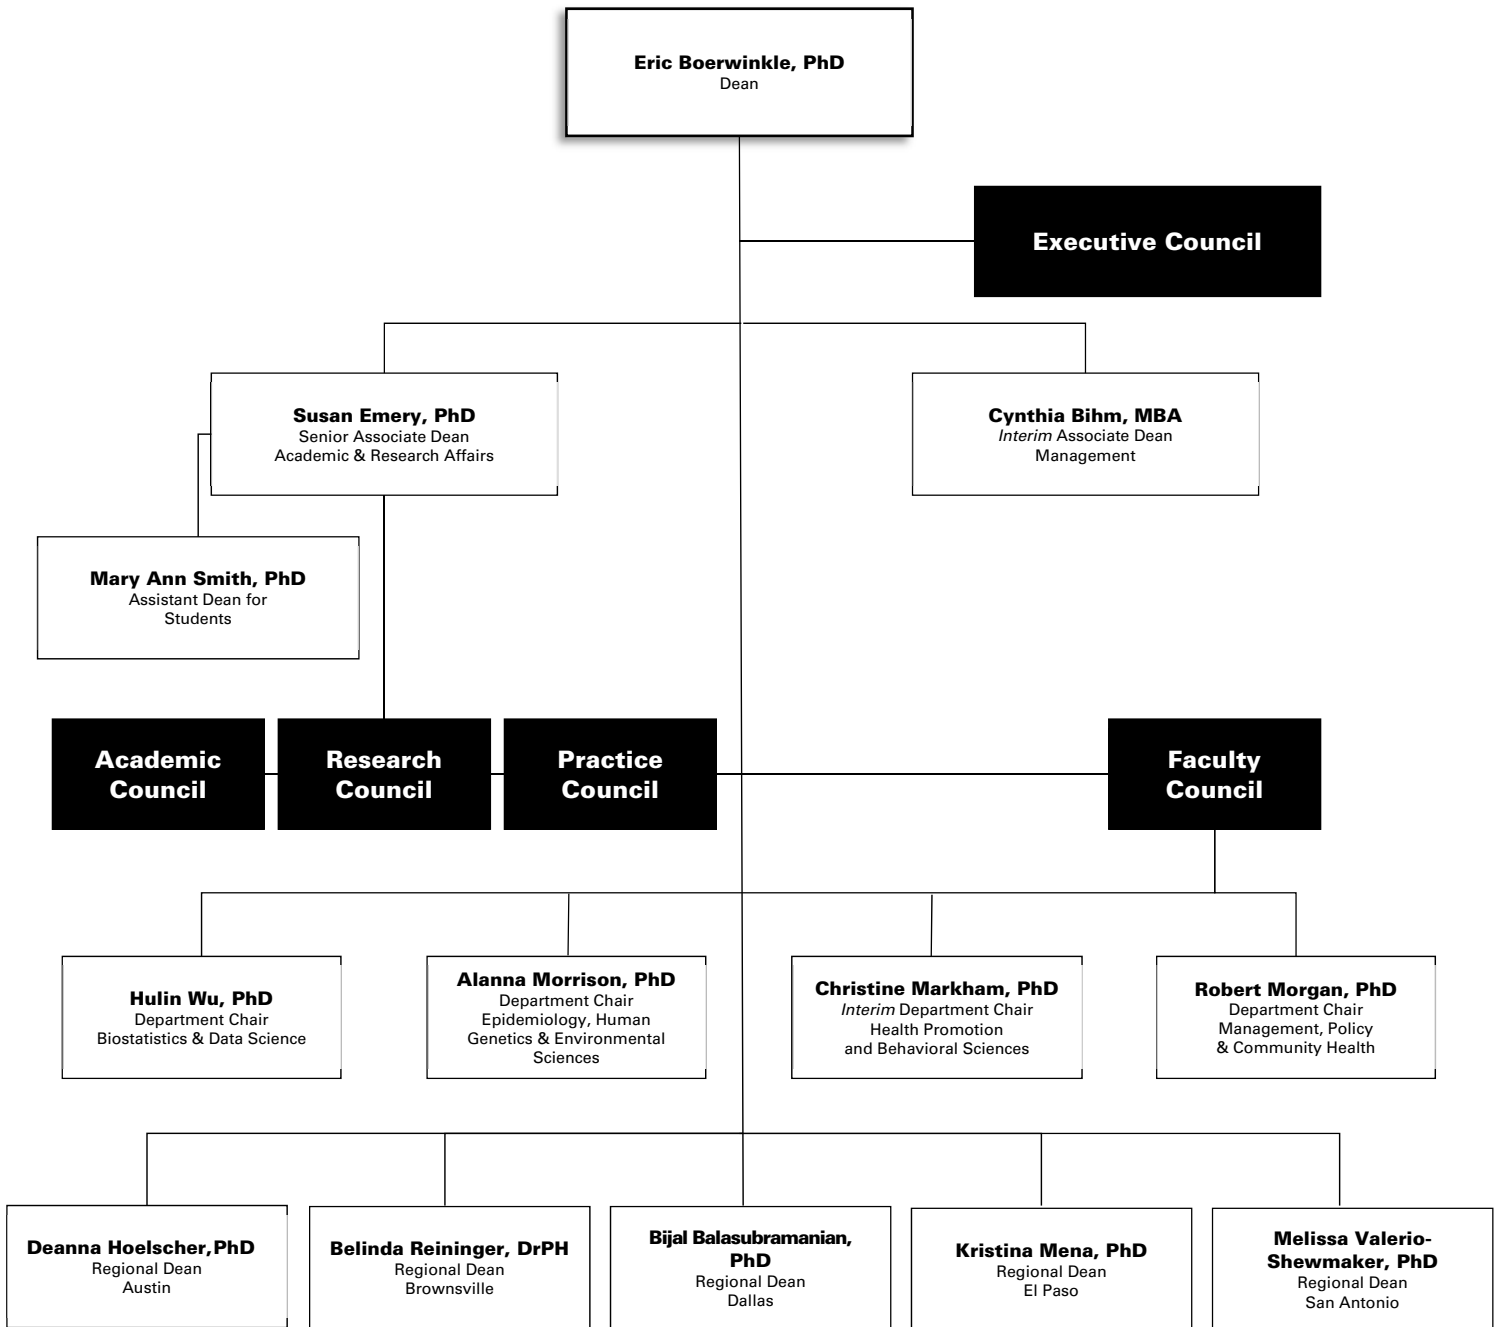 Eric Boerwinkle, PhD
Dean
Executive Council
Susan Emery, PhD
Senior Associate Dean
Academic & Research Affairs
Cynthia Bihm, MBA
Interim Associate Dean
Management
Mary Ann Smith, PhD
Assistant Dean for
Students
Academic
Council
Research
Council
Practice
Council
Faculty
Council
Hulin Wu, PhD
Department Chair
Biostatistics & Data Science
Alanna Morrison, PhD
Department Chair
Epidemiology, Human
Genetics & Environmental
Sciences
Christine Markham, PhD
Interim Department Chair
Health Promotion
and Behavioral Sciences
Robert Morgan, PhD
Department Chair
Management, Policy
& Community Health
Deanna Hoelscher,PhD
Regional Dean
Austin
Belinda Reininger, DrPH
Regional Dean
Brownsville
Bijal Balasubramanian,
PhD
Regional Dean
Dallas
Kristina Mena, PhD
Regional Dean
El Paso
Melissa Valerio-
Shewmaker, PhD
Regional Dean
San Antonio